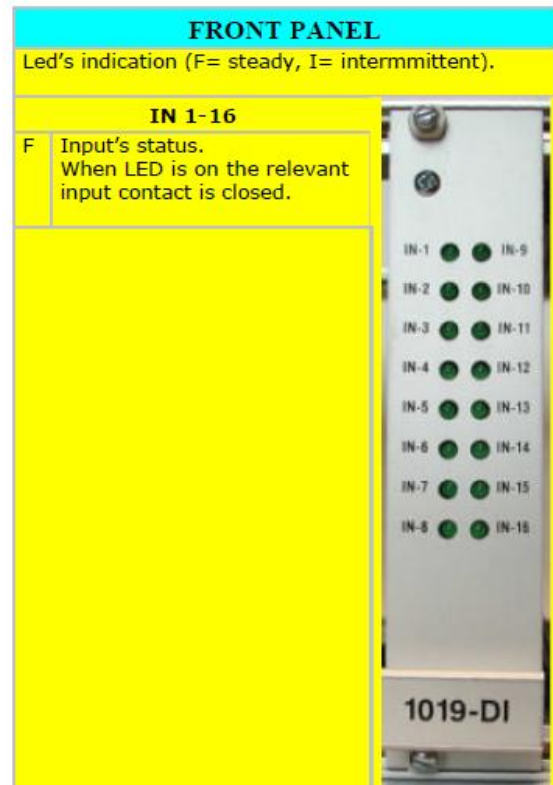 FRONT PANEL
Led's indication (F= steady, I= intermmittent).
IN 1-16
F Input's status.
When LED is on the relevant
input contact is closed.
IN-1 IN-9
IN-2 IN-10
IN-3 IN-11
IN-4 IN-12
IN-5 IN-13
IN-6 IN-14
IN-7 IN-15
IN-8 IN-16
1019-DI